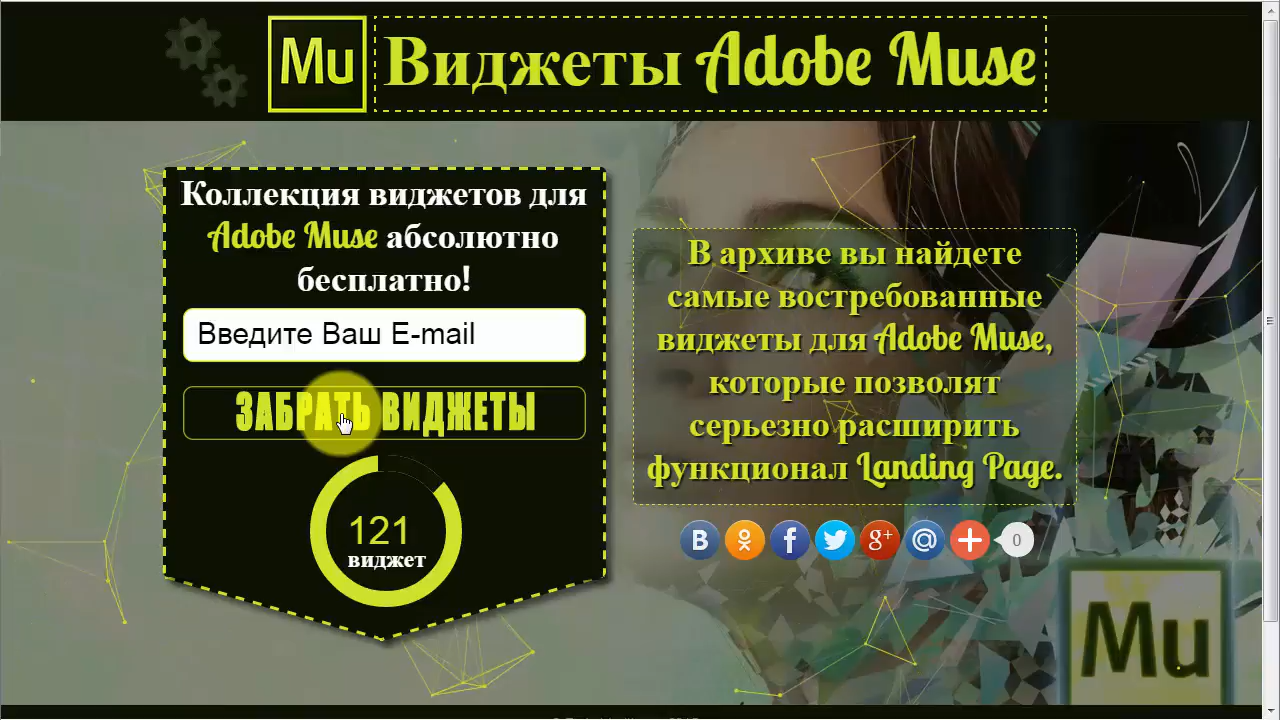 Mu
Виджеты Adobe Muse
Коллекция виджетов для
Adobe Muse абсолютно
бесплатно!
Введите Ваш E-mail
ЗАБРАТЬ ВИДЖЕТЫ
121
виджет
В архиве вы найдете
самые востребованные
виджеты для Adobe Muse,
которые позволят
серьезно расширить
функционал Landing Page.
0
Mu